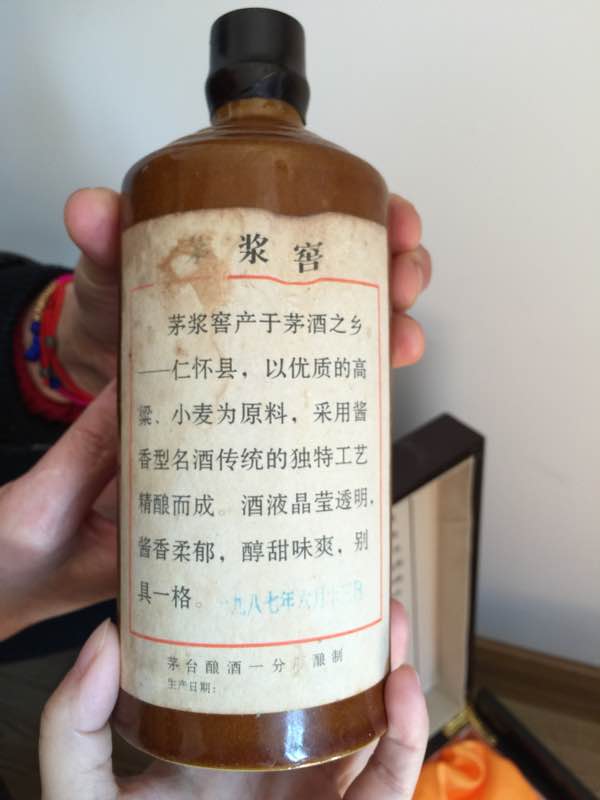 茅浆窖
茅浆窖产于茅酒之乡
——仁怀县，以优质的高
粱、小麦为原料，采用酱
香型名酒传统的独特工艺
精酿而成。酒液晶莹透明，
酱香柔郁，醇甜味爽，别
具一格。一九八七年六月十三日
茅台酿酒一分厂酿制
生产日期：